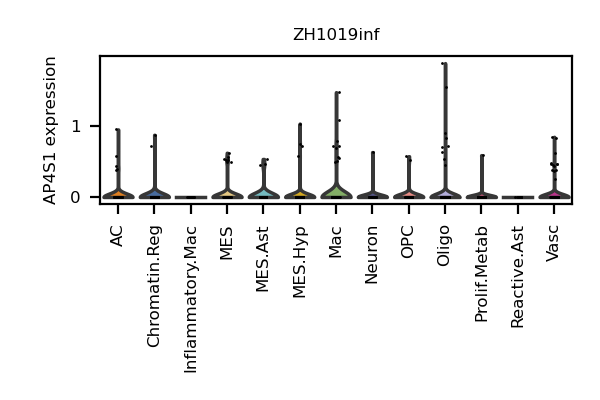 ZH1019inf
AP4S1 expression
1
0
AC
Chromatin.Reg
Inflammatory.Mac
MES
MES.Ast
MES.Hyp
Mac
Neuron
OPC
Oligo
Prolif.Metab
Reactive.Ast
Vasc